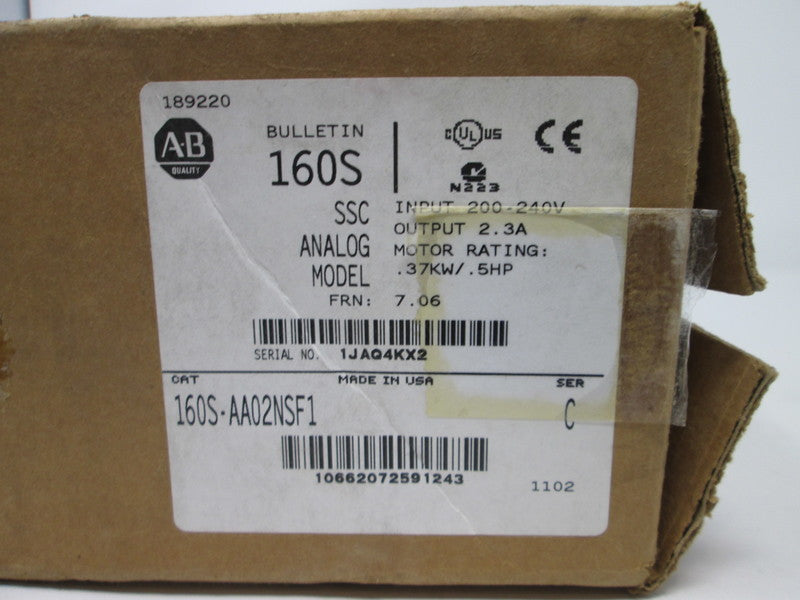 189220
A-B
QUALITY
BULLETIN
160S
SSC
ANALOG
MODEL
FRN: 7.06
C UL US CE
N223
INPUT 200-240V
OUTPUT 2.3A
MOTOR RATING:
.37KW/.5HP
SERIAL NO. 1JAQ4KX2
CAT MADE IN USA SER
160S-AA02NSF1 C
10662072591243
1102